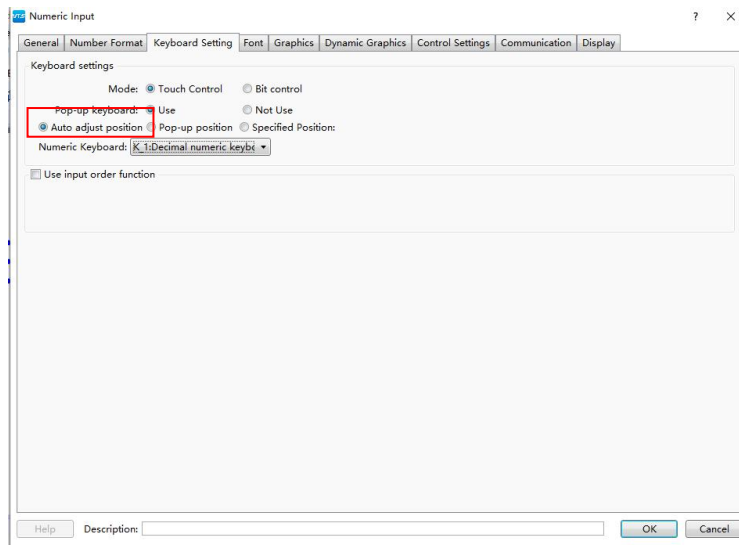 VTS Numeric Input ? ×
General Number Format Keyboard Setting Font Graphics Dynamic Graphics Control Settings Communication Display
Keyboard settings
Mode: Touch Control Bit control
Pop-up keyboard: Use Not Use
Auto adjust position Pop-up position Specified Position:
Numeric Keyboard: K_1:Decimal numeric keybo
Use input order function
Help Description: OK Cancel